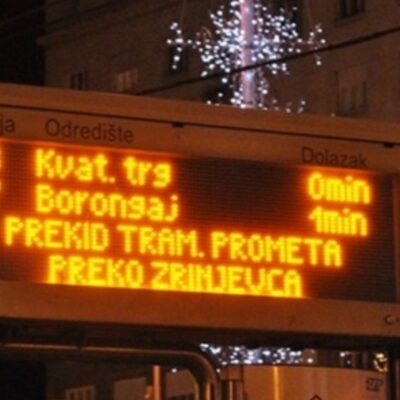 Odredište Dolazak
Kvat. trg 0min
Borongaj 1min
PREKID TRAM. PROMETA
PREKO ZRINJEVCA